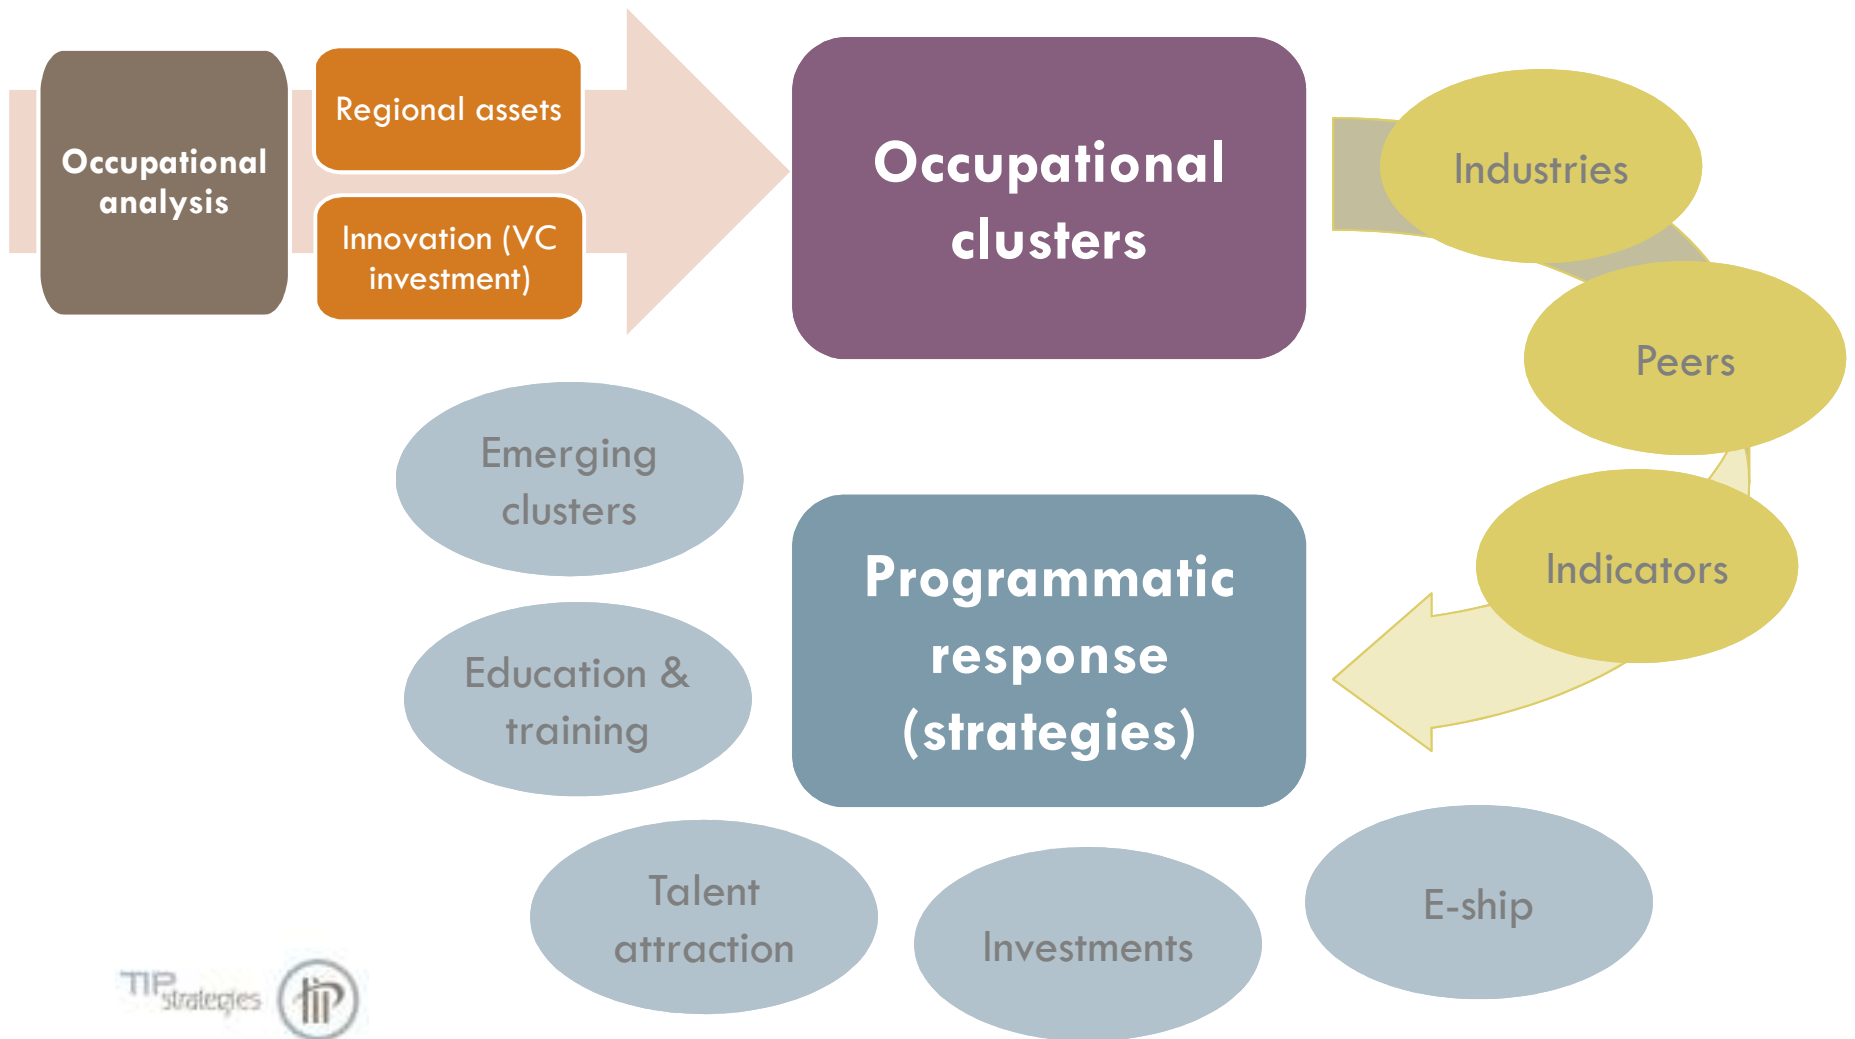 Occupational
analysis
Regional assets
Innovation (VC
investment)
Occupational
clusters
Industries
Peers
Indicators
Programmatic
response
(strategies)
Emerging
clusters
Education &
training
Talent
attraction
Investments
E-ship
TIP
strategies
tip